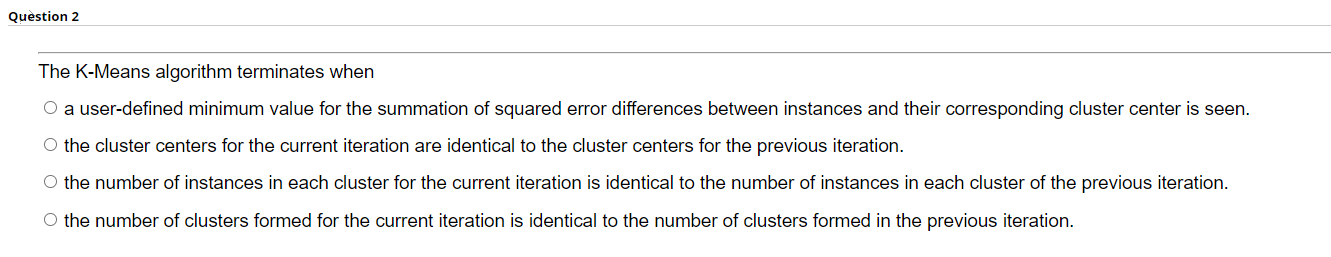 Question 2
The K-Means algorithm terminates when
a user-defined minimum value for the summation of squared error differences between instances and their corresponding cluster center is seen.
the cluster centers for the current iteration are identical to the cluster centers for the previous iteration.
the number of instances in each cluster for the current iteration is identical to the number of instances in each cluster of the previous iteration.
the number of clusters formed for the current iteration is identical to the number of clusters formed in the previous iteration.